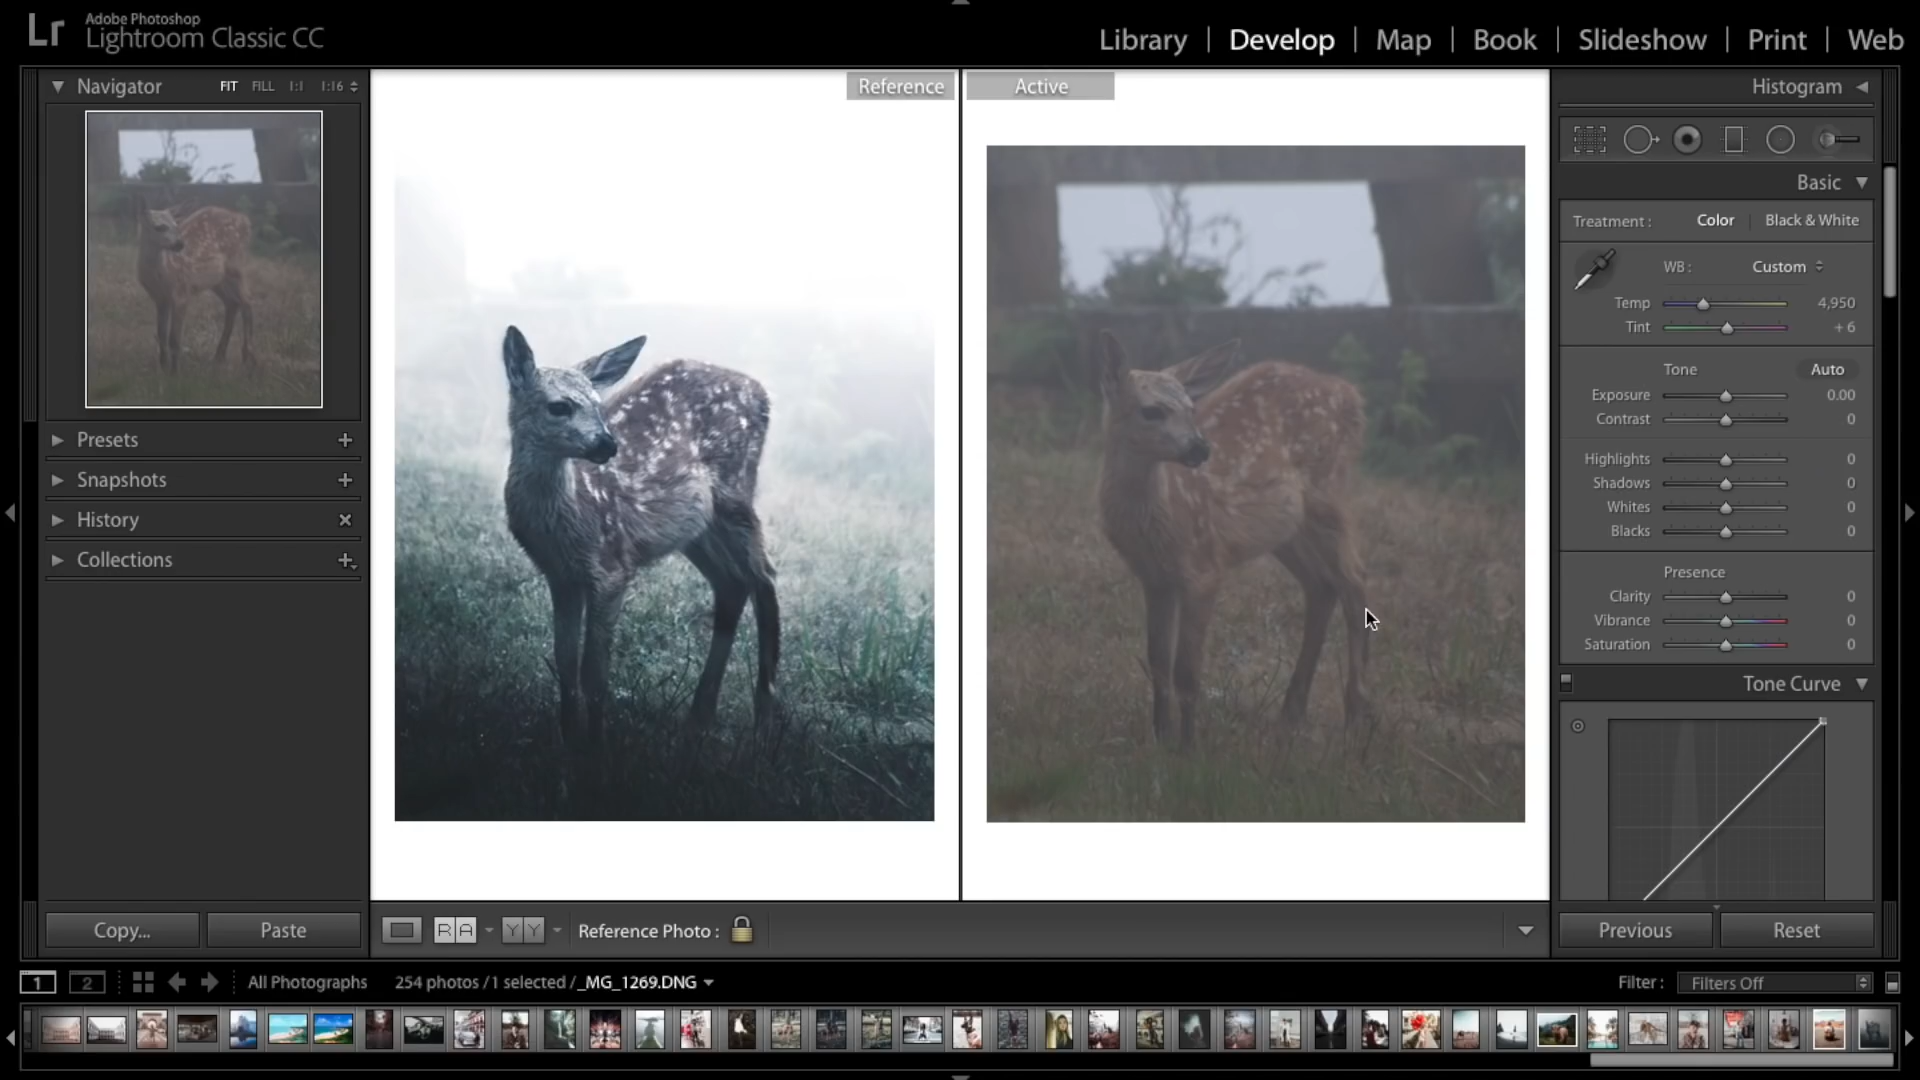 Lr
Adobe Photoshop
Lightroom Classic CC
Library | Develop | Map | Book | Slideshow | Print | Web
Navigator FIT FILL 1:1 1:16
Reference
Active
Histogram
Basic
Treatment : Color Black & White
WB : Custom
Temp 4,950
Tint + 6
Tone Auto
Exposure 0.00
Contrast 0
Highlights 0
Shadows 0
Whites 0
Blacks 0
Presence
Clarity 0
Vibrance 0
Saturation 0
Tone Curve
Presets
Snapshots
History
Collections
Copy... Paste
R A Y Y Reference Photo :
Previous Reset
1 2 All Photographs 254 photos / 1 selected / _MG_1269.DNG
Filter : Filters Off